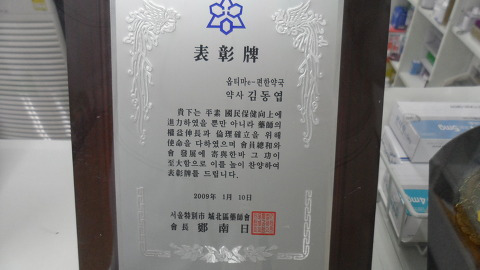 表彰牌
옵티마e-편한약국
약사 김동엽
貴下는 平素 國民保健向上에
進力하였을 뿐만 아니라 藥師의
權益伸長과 倫理確立을 위해
使命을 다하였으며 會員總和와
會 發展에 寄與한바 그 功이
至大함으로 이를 높이 찬양하여
表彰牌를 드립니다.
2009年 1月 10日
서울特別市 城北區藥師會
會長 鄭南日